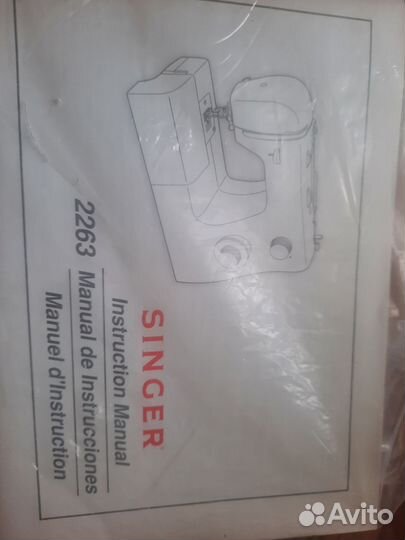 SINGER®
Instruction Manual
2263 Manual de Instrucciones
Manuel d'Instruction
Avito